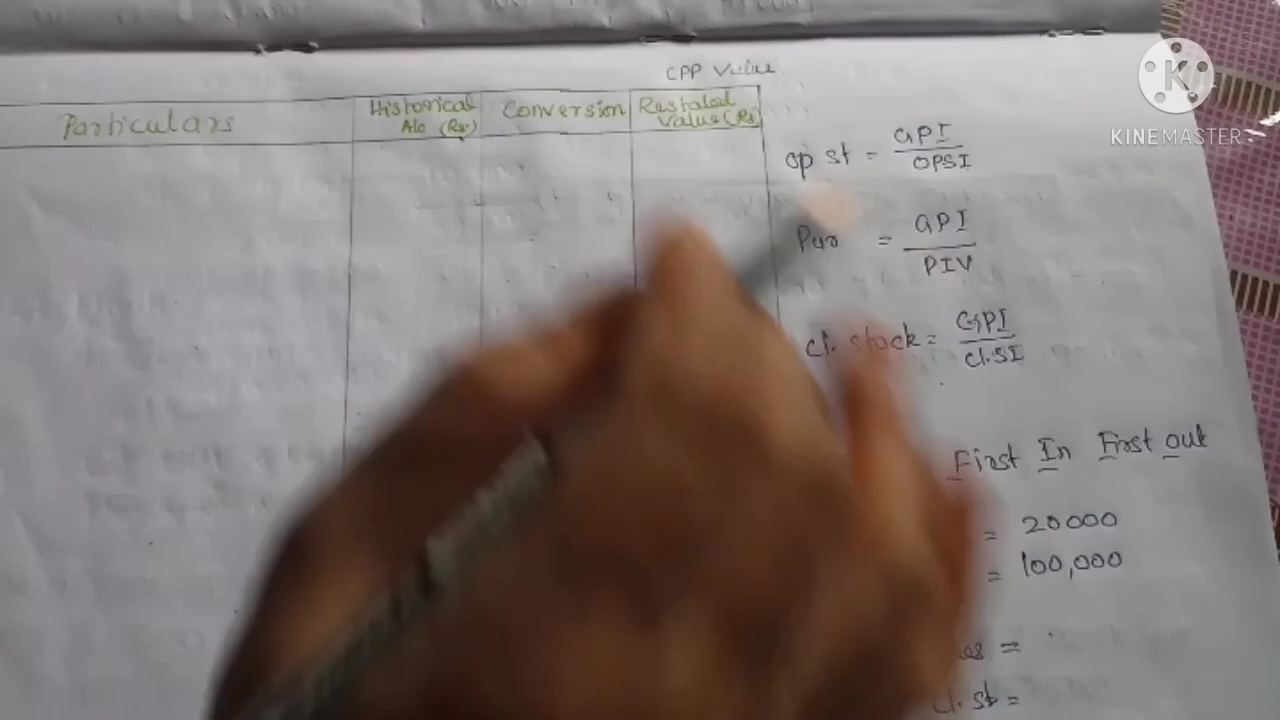 CPP Value
Particulars
Historical
A/c (Rs.)
Conversion
Restated
Value (Rs)
op st = GPI
OPSI
Pur = GPI
PIV
cl. stock = GPI
Cl.SI
First In First out
= 20000
= 100,000
=
Cl. st =
KINEMASTER